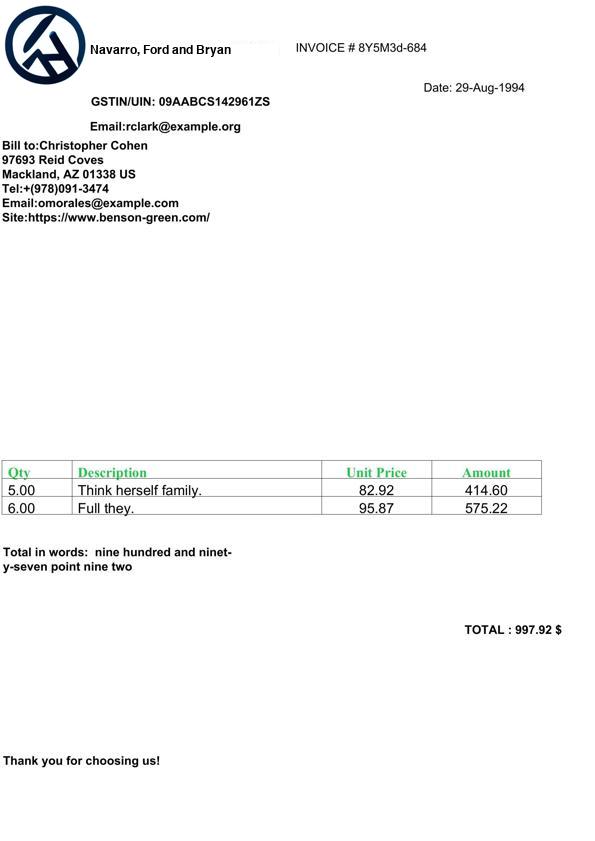 Navarro, Ford and Bryan
INVOICE # 8Y5M3d-684
Date: 29-Aug-1994
GSTIN/UIN: 09AABCS142961ZS
Email:rclark@example.org
Bill to:Christopher Cohen
97693 Reid Coves
Mackland, AZ 01338 US
Tel:+(978)091-3474
Email:omorales@example.com
Site:https://www.benson-green.com/
Qty Description Unit Price Amount
5.00 Think herself family. 82.92 414.60
6.00 Full they. 95.87 575.22
Total in words: nine hundred and ninet-
y-seven point nine two
TOTAL : 997.92 $
Thank you for choosing us!